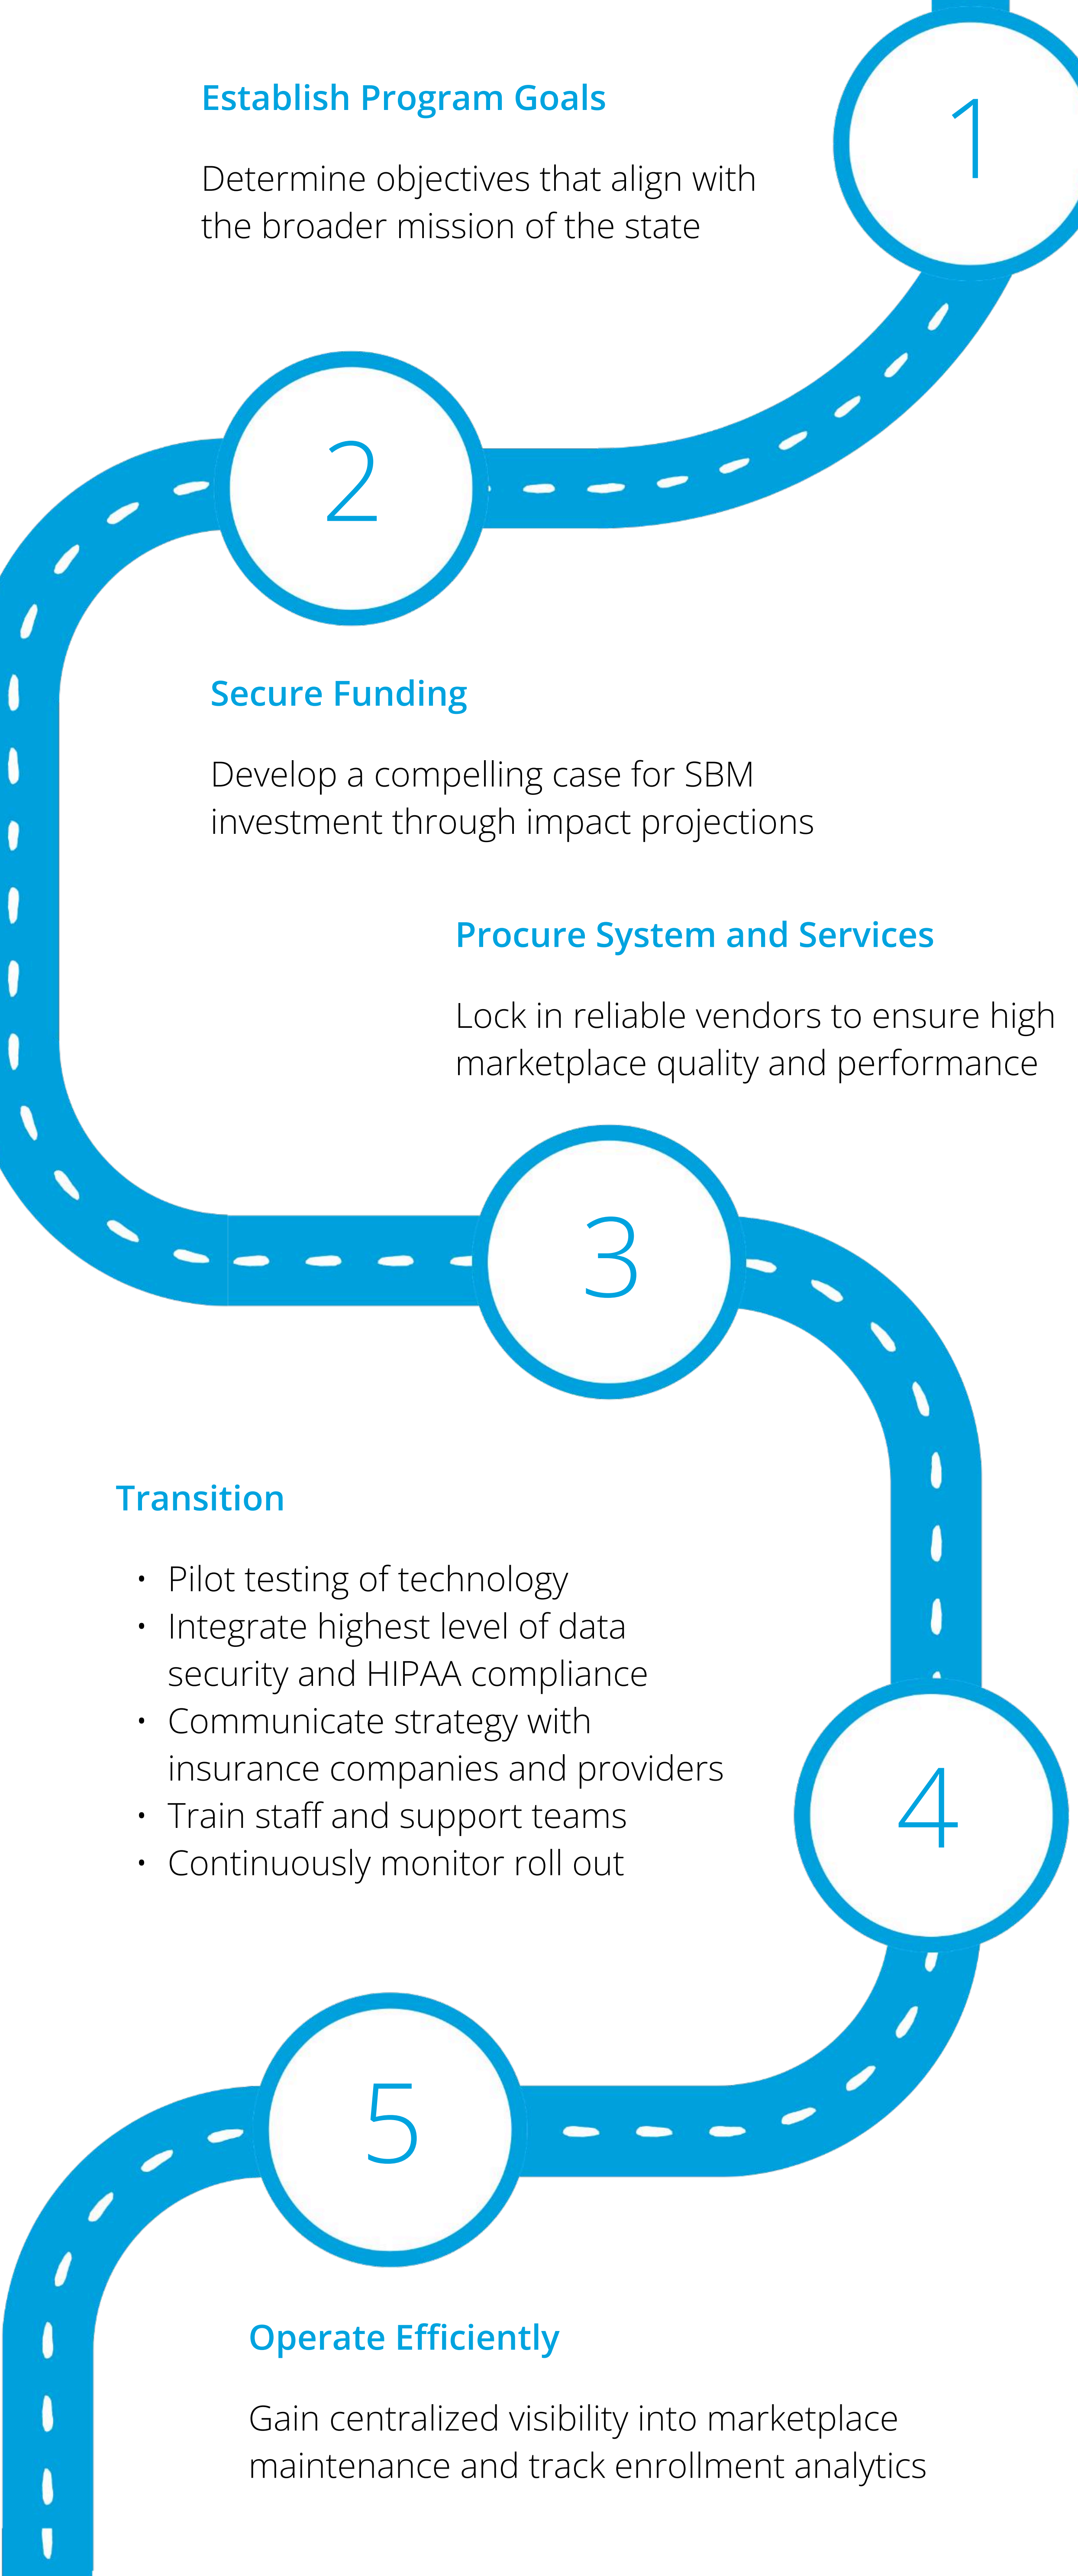 1
Establish Program Goals
Determine objectives that align with
the broader mission of the state
2
Secure Funding
Develop a compelling case for SBM
investment through impact projections
Procure System and Services
Lock in reliable vendors to ensure high
marketplace quality and performance
3
Transition
• Pilot testing of technology
• Integrate highest level of data
security and HIPAA compliance
• Communicate strategy with
insurance companies and providers
• Train staff and support teams
• Continuously monitor roll out
4
5
Operate Efficiently
Gain centralized visibility into marketplace
maintenance and track enrollment analytics